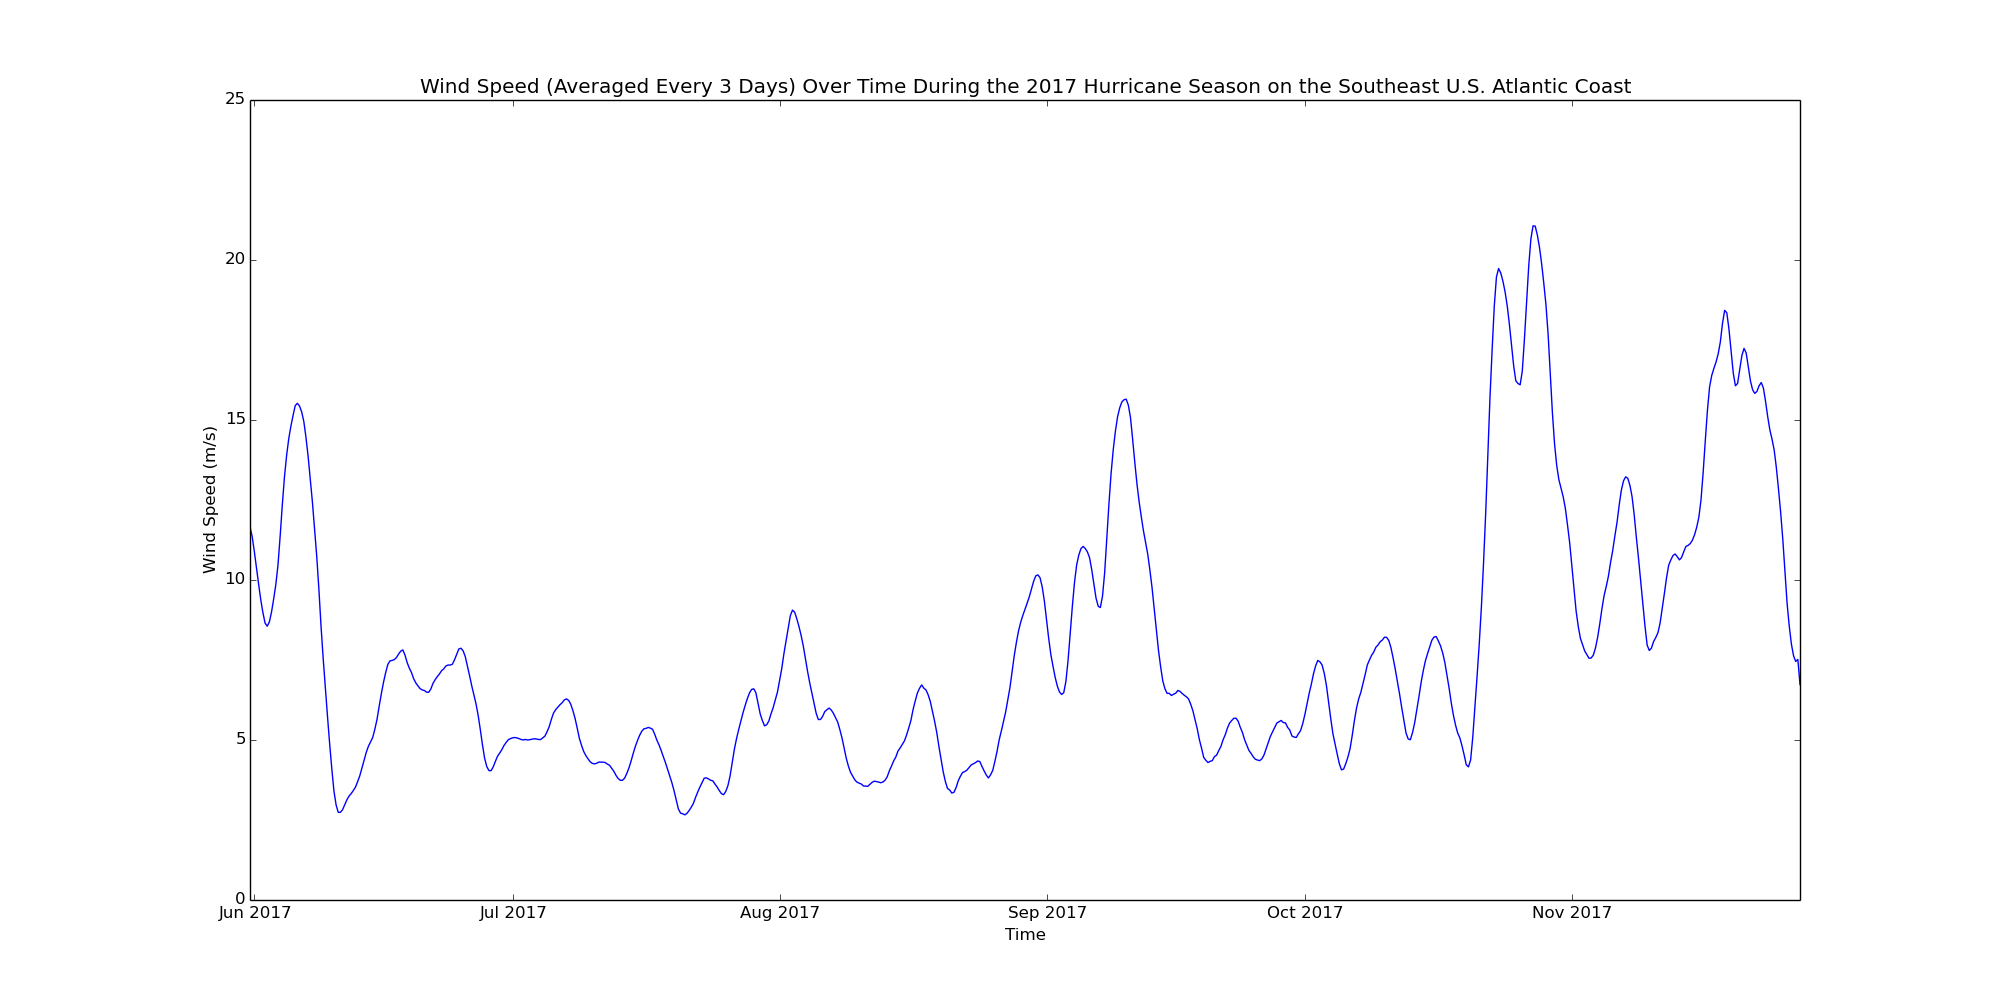 Wind Speed (Averaged Every 3 Days) Over Time During the 2017 Hurricane Season on the Southeast U.S. Atlantic Coast
25
20
15
10
5
0
Wind Speed (m/s)
Jun 2017 Jul 2017 Aug 2017 Sep 2017 Oct 2017 Nov 2017
Time